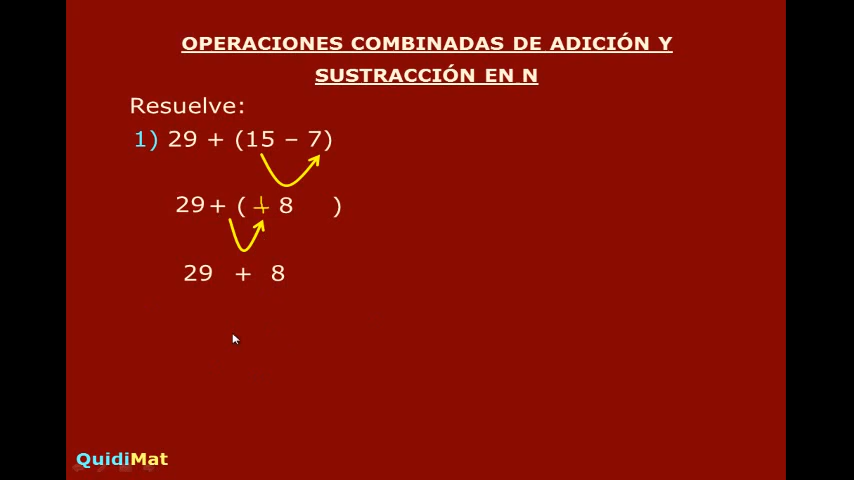 OPERACIONES COMBINADAS DE ADICIÓN Y
SUSTRACCIÓN EN N
Resuelve:
1) 29 + (15 – 7)
29 + ( + 8 )
29 + 8
QuidiMat